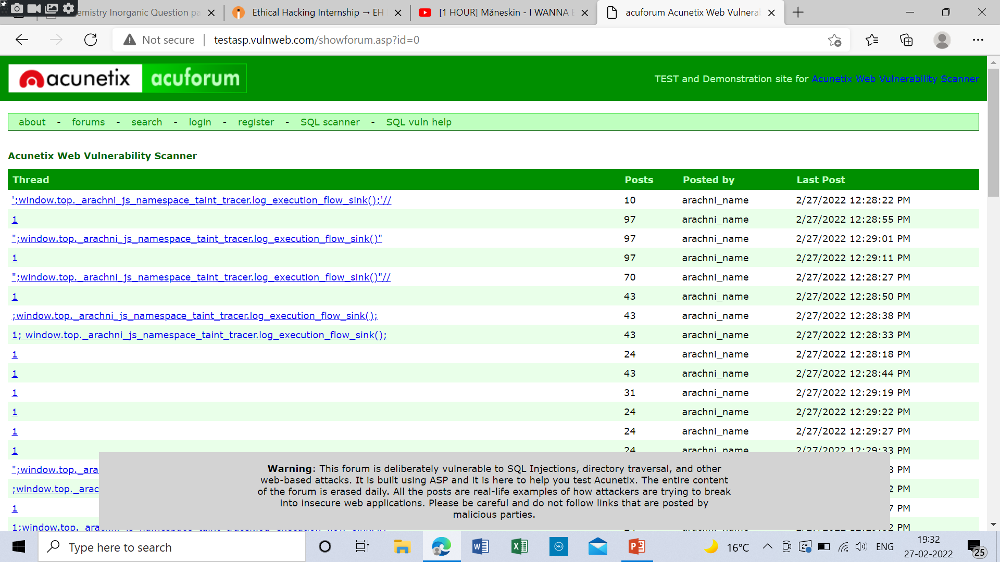 emistry Inorganic Question pa
Ethical Hacking Internship → EH
[1 HOUR] Måneskin - I WANNA
acuforum Acunetix Web Vulneral
Not secure
testasp.vulnweb.com/showforum.asp?id=0
acunetix acuforum
TEST and Demonstration site for Acunetix Web Vulnerability Scanner
about - forums - search - login - register - SQL scanner - SQL vuln help
Acunetix Web Vulnerability Scanner
Thread Posts Posted by Last Post
';window.top._arachni_js_namespace_taint_tracer.log_execution_flow_sink();'// 10 arachni_name 2/27/2022 12:28:22 PM
1 97 arachni_name 2/27/2022 12:28:55 PM
";window.top._arachni_js_namespace_taint_tracer.log_execution_flow_sink()" 97 arachni_name 2/27/2022 12:29:01 PM
1 97 arachni_name 2/27/2022 12:29:11 PM
";window.top._arachni_js_namespace_taint_tracer.log_execution_flow_sink()"// 70 arachni_name 2/27/2022 12:28:27 PM
1 43 arachni_name 2/27/2022 12:28:50 PM
;window.top._arachni_js_namespace_taint_tracer.log_execution_flow_sink(); 43 arachni_name 2/27/2022 12:28:38 PM
1; window.top._arachni_js_namespace_taint_tracer.log_execution_flow_sink(); 43 arachni_name 2/27/2022 12:28:33 PM
1 24 arachni_name 2/27/2022 12:28:18 PM
1 43 arachni_name 2/27/2022 12:28:44 PM
1 31 arachni_name 2/27/2022 12:29:19 PM
1 24 arachni_name 2/27/2022 12:29:22 PM
1 24 arachni_name 2/27/2022 12:29:27 PM
1 24 arachni_name 2/27/2022 12:29:33 PM
";window.top._ara 3 PM
;window.top._arac 2 PM
1 7 PM
1;window.top._ara 2 PM
Warning: This forum is deliberately vulnerable to SQL Injections, directory traversal, and other
web-based attacks. It is built using ASP and it is here to help you test Acunetix. The entire content
of the forum is erased daily. All the posts are real-life examples of how attackers are trying to break
into insecure web applications. Please be careful and do not follow links that are posted by
malicious parties.
Type here to search
16°C
ENG
19:32
27-02-2022
25